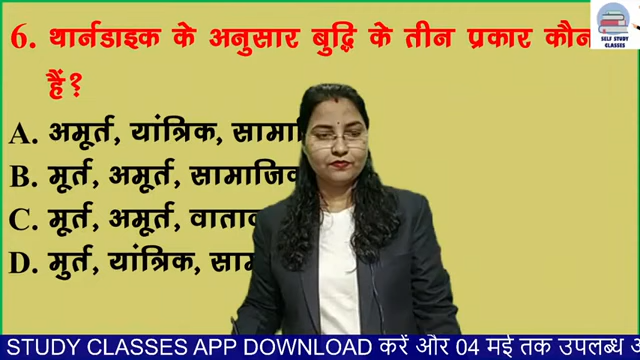 6. थार्नडाइक के अनुसार बुद्धि के तीन प्रकार कौन
हैं?
A. अमूर्त, यांत्रिक,
B. मूर्त, अमूर्त,
C. मूर्त, अमूर्त,
D. मुर्त, यांत्रिक,
SELF STUDY
CLASSES
STUDY CLASSES APP DOWNLOAD करें और 04 मई तक उपलब्ध